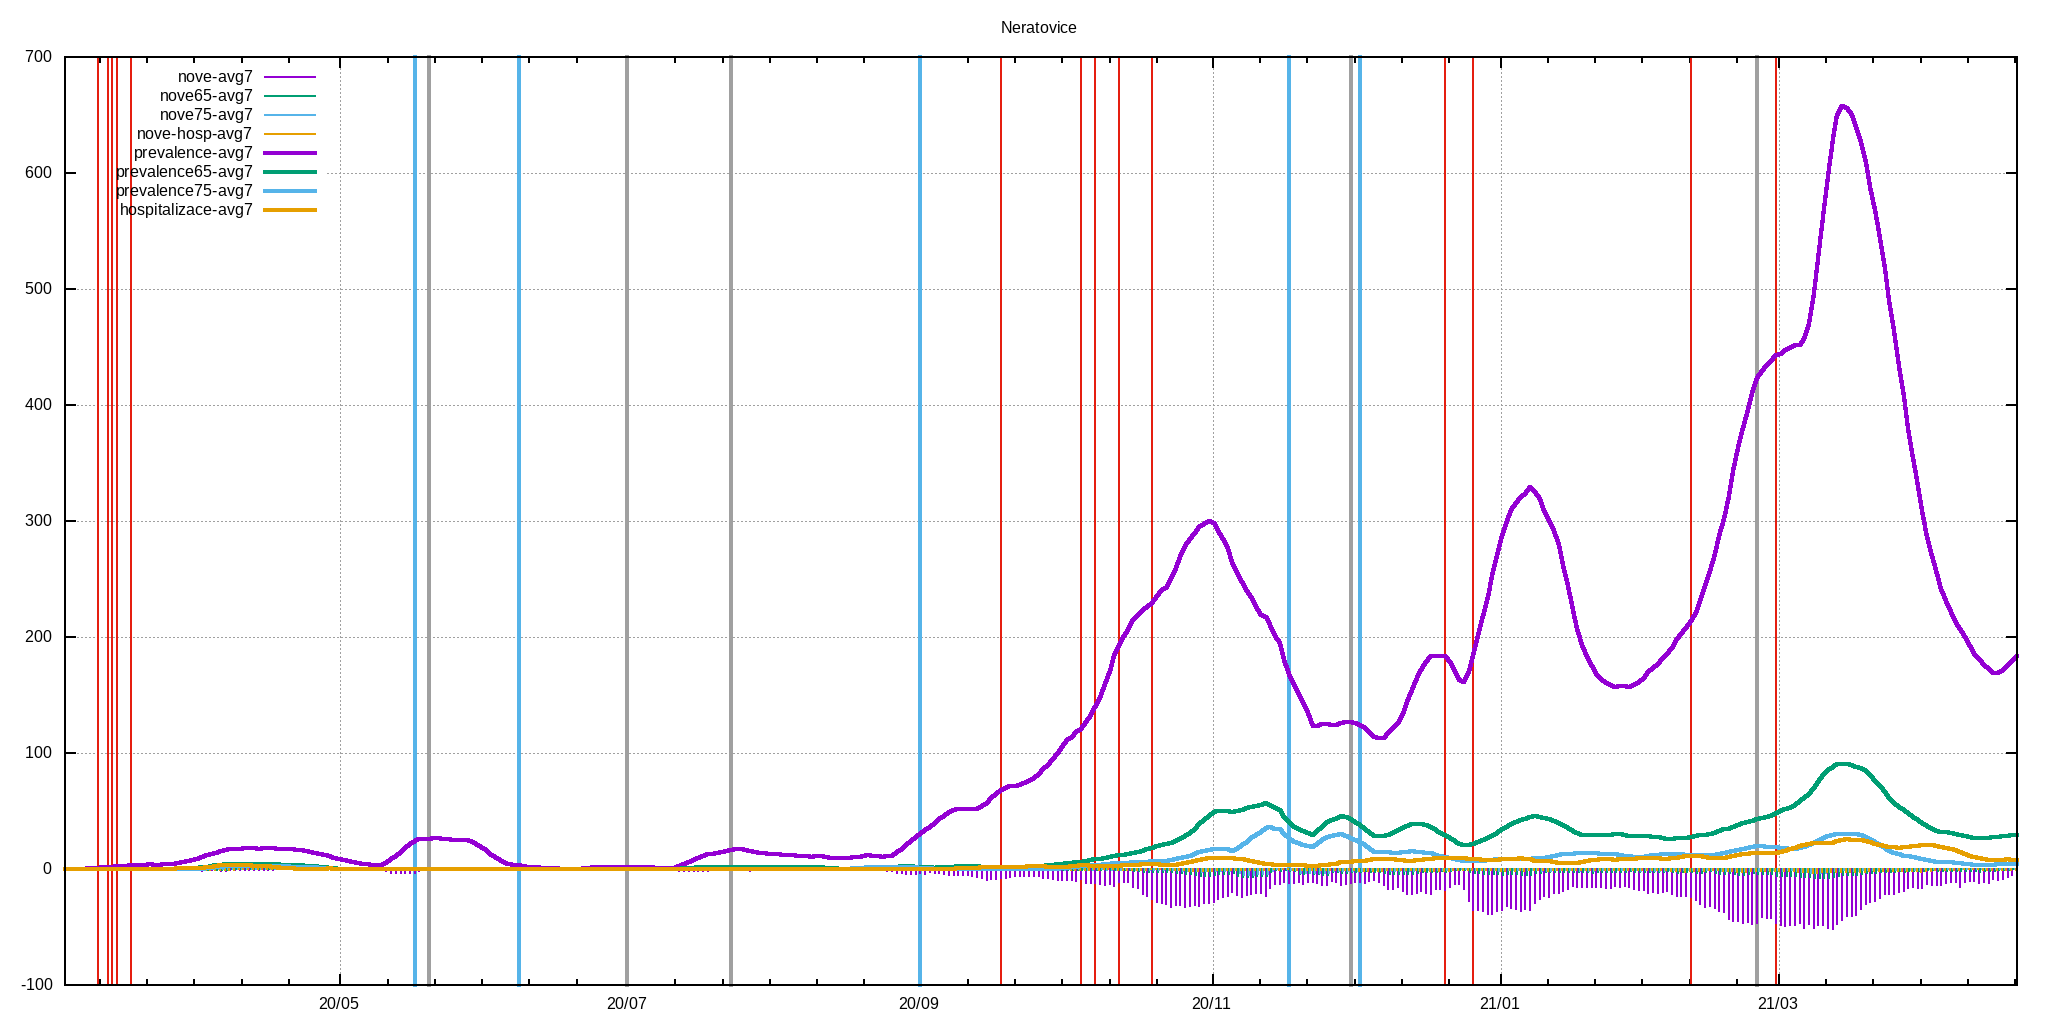 Neratovice
700
600
500
400
300
200
100
0
-100
nove-avg7
nove65-avg7
nove75-avg7
nove-hosp-avg7
prevalence-avg7
prevalence65-avg7
prevalence75-avg7
hospitalizace-avg7
20/05 20/07 20/09 20/11 21/01 21/03